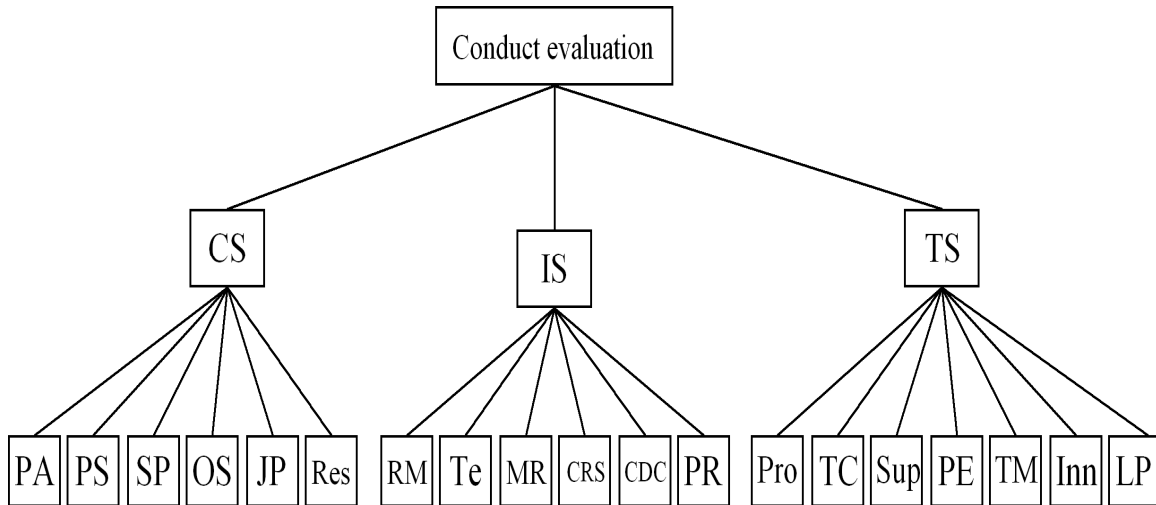 Conduct evaluation
CS
IS
TS
PA PS SP OS JP Res RM Te MR CRS CDC PR Pro TC Sup PE TM Inn LP